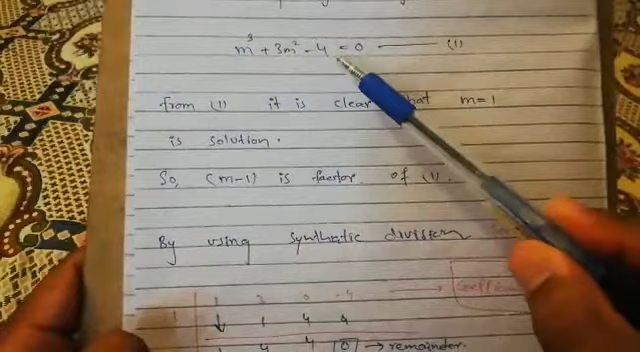 m³ + 3m² - 4 = 0 ——— (1)
from (1) it is clear that m=1
is solution.
So, (m-1) is factor of (1).
By using synthetic division
1 3 0 -4
1 1 4 4
4 4 0 → remainder.